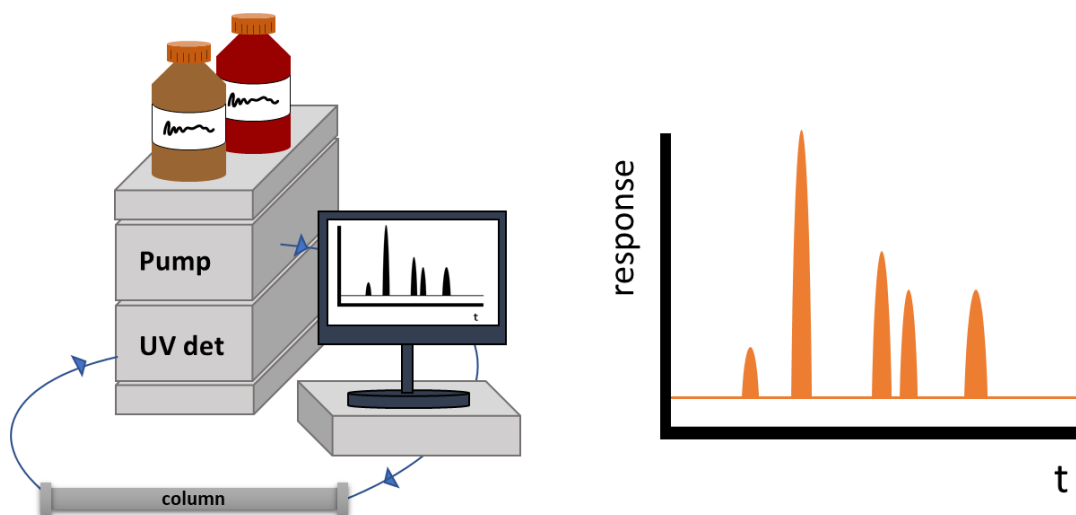 Pump
UV det
t
column
response
t